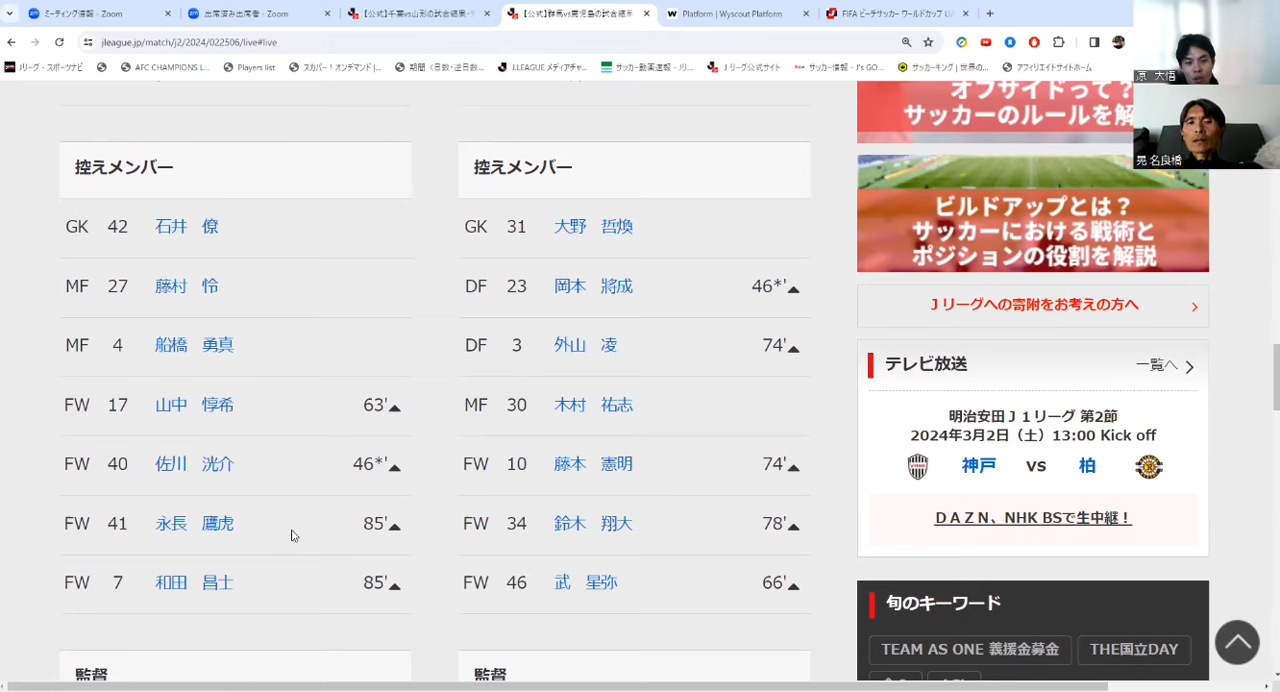 ミーティング情報 - Zoom
出席済み出席者 - Zoom
【公式】千葉vs山形の試合結果・
【公式】群馬vs鹿児島の試合結果
Platform | Wyscout Platform
FIFA ビーチサッカー ワールドカップ
jleague.jp/match/j2/2024/022506/live#live
Jリーグ - スポーツナビ
AFC CHAMPIONS L...
Players list
スカパー！オンデマンド |...
期間（日数・逆日数...
J.LEAGUE メディアチャ...
サッカー動画速報 - Jリ...
Jリーグ公式サイト
サッカー情報 - J's GO...
サッカーキング | 世界の...
アフィリエイトサイトホーム
大悟
晃 名良橋
オフサイドって？
サッカーのルールを解
ビルドアップとは？
サッカーにおける戦術と
ポジションの役割を解説
控えメンバー
GK 42 石井 僚
MF 27 藤村 怜
MF 4 船橋 勇真
FW 17 山中 惇希 63'▲
FW 40 佐川 洸介 46*'▲
FW 41 永長 鷹虎 85'▲
FW 7 和田 昌士 85'▲
監督
控えメンバー
GK 31 大野 哲煥
DF 23 岡本 將成 46*'▲
DF 3 外山 凌 74'▲
MF 30 木村 祐志
FW 10 藤本 憲明 74'▲
FW 34 鈴木 翔大 78'▲
FW 46 武 星弥 66'▲
監督
Jリーグへの寄附をお考えの方へ
テレビ放送
一覧へ
明治安田Ｊ１リーグ 第2節
2024年3月2日（土）13:00 Kick off
神戸 vs 柏
ＤＡＺＮ、NHK BSで生中継！
旬のキーワード
TEAM AS ONE 義援金募金
THE国立DAY